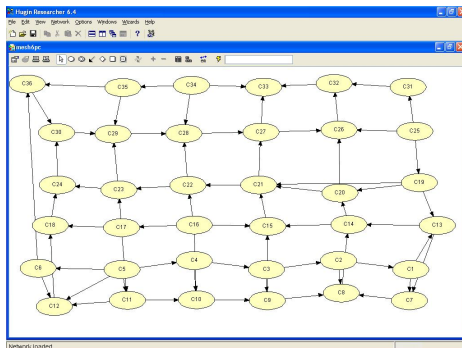 Hugin Researcher 6.4
File Edit View Network Options Windows Wizards Help
mesh6pc
C36 C35 C34 C33 C32 C31
C30 C29 C28 C27 C26 C25
C24 C23 C22 C21 C20 C19
C18 C17 C16 C15 C14 C13
C6 C5 C4 C3 C2 C1
C12 C11 C10 C9 C8 C7
Network loaded